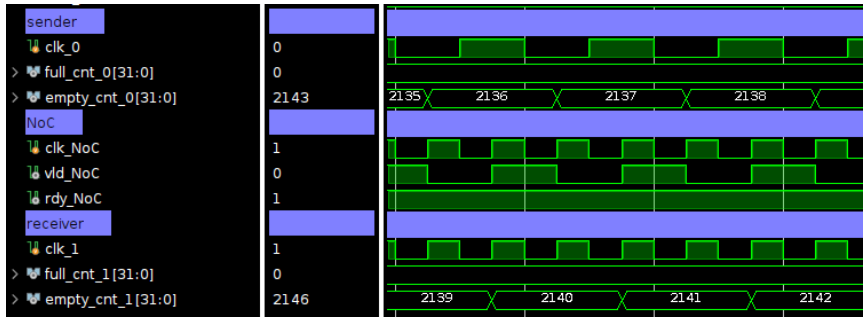 sender
clk_0 0
full_cnt_0[31:0] 0
empty_cnt_0[31:0] 2143 2135 2136 2137 2138
NoC
clk_NoC 1
vld_NoC 0
rdy_NoC 1
receiver
clk_1 1
full_cnt_1[31:0] 0
empty_cnt_1[31:0] 2146 2139 2140 2141 2142